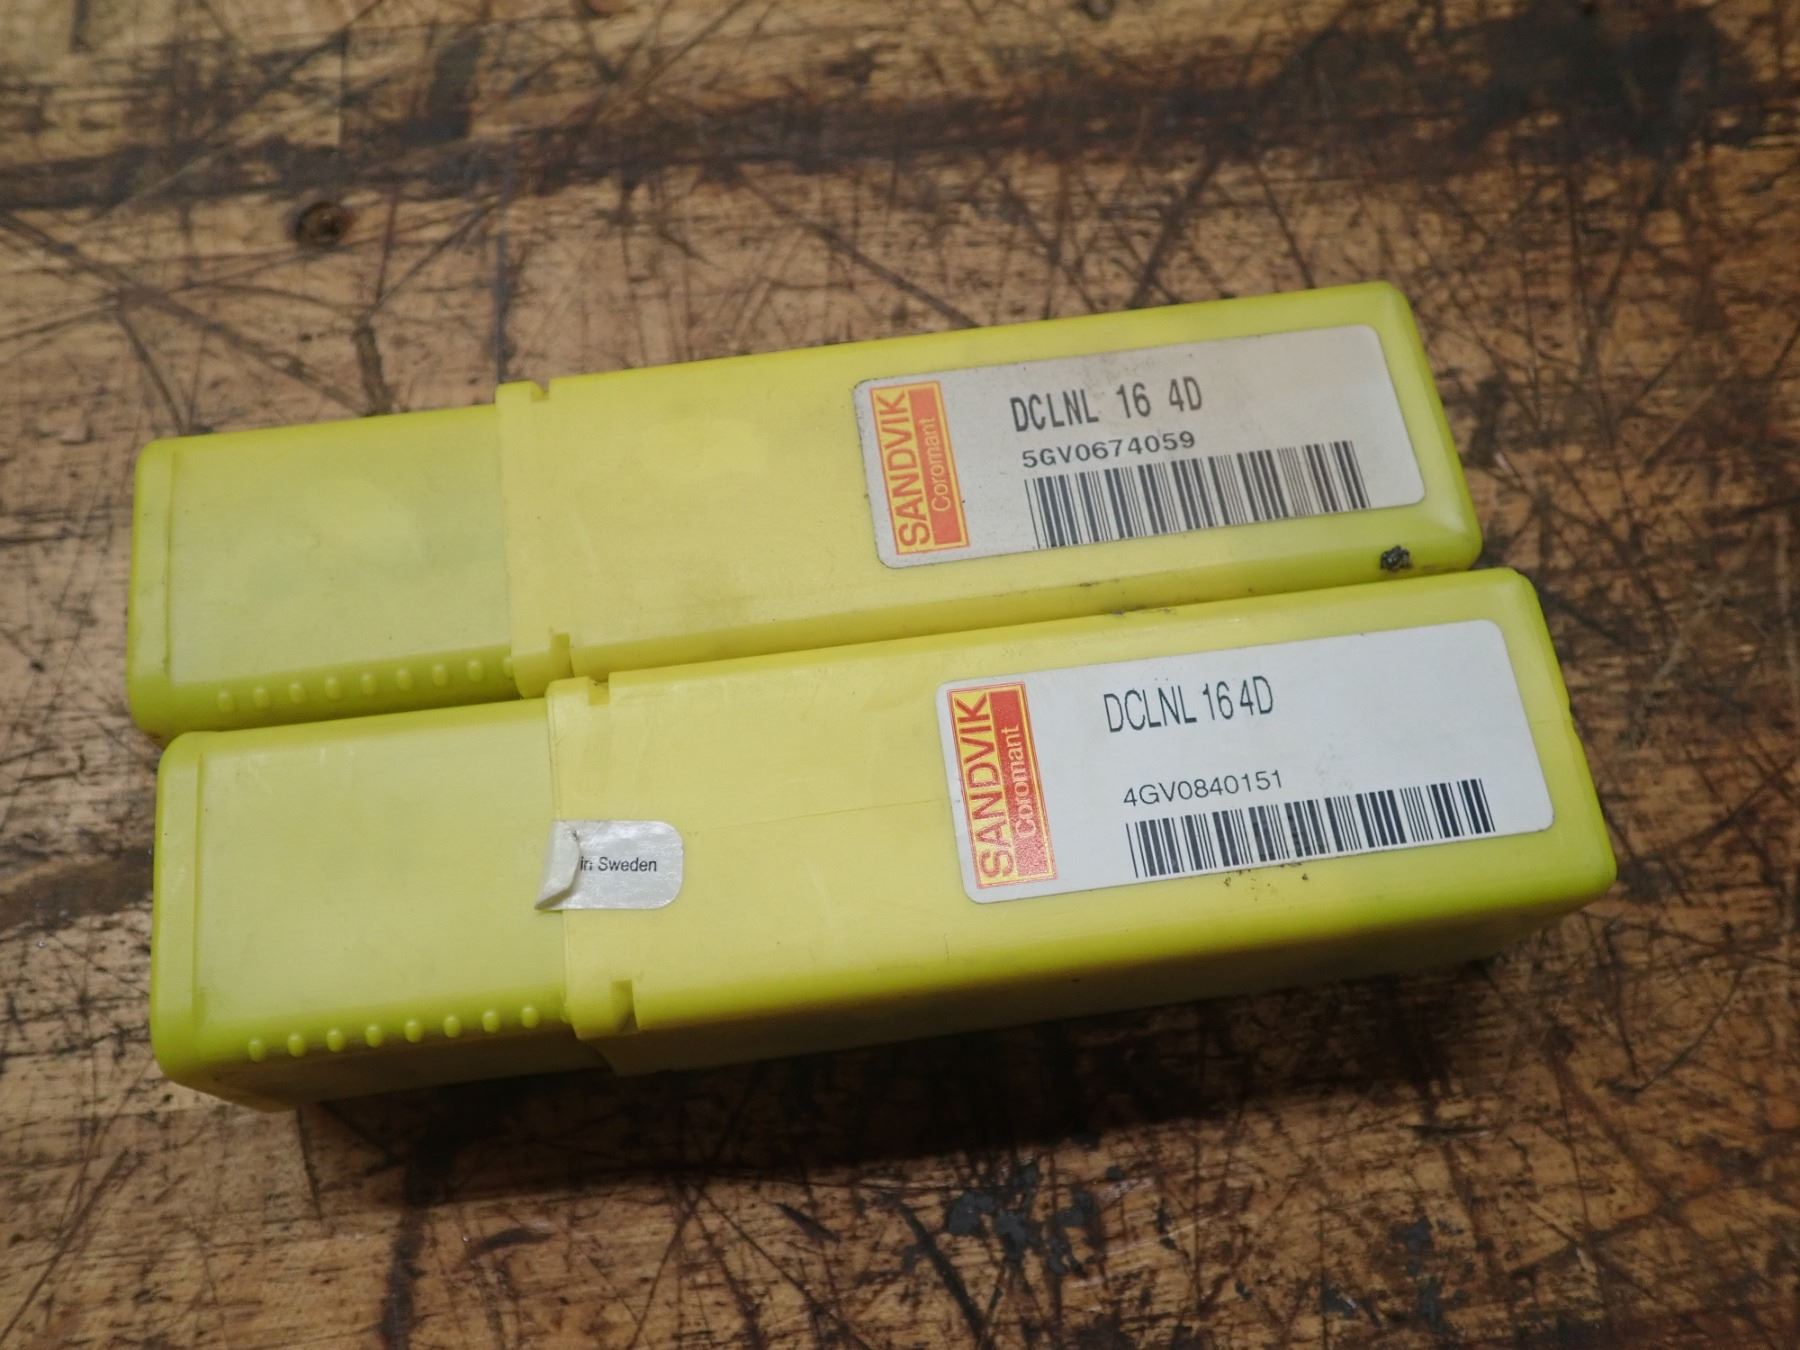 SANDVIK
Coromant
DCLNL 16 4D
5GV0674059
SANDVIK
Coromant
DCLNL 16 4D
4GV0840151
in Sweden